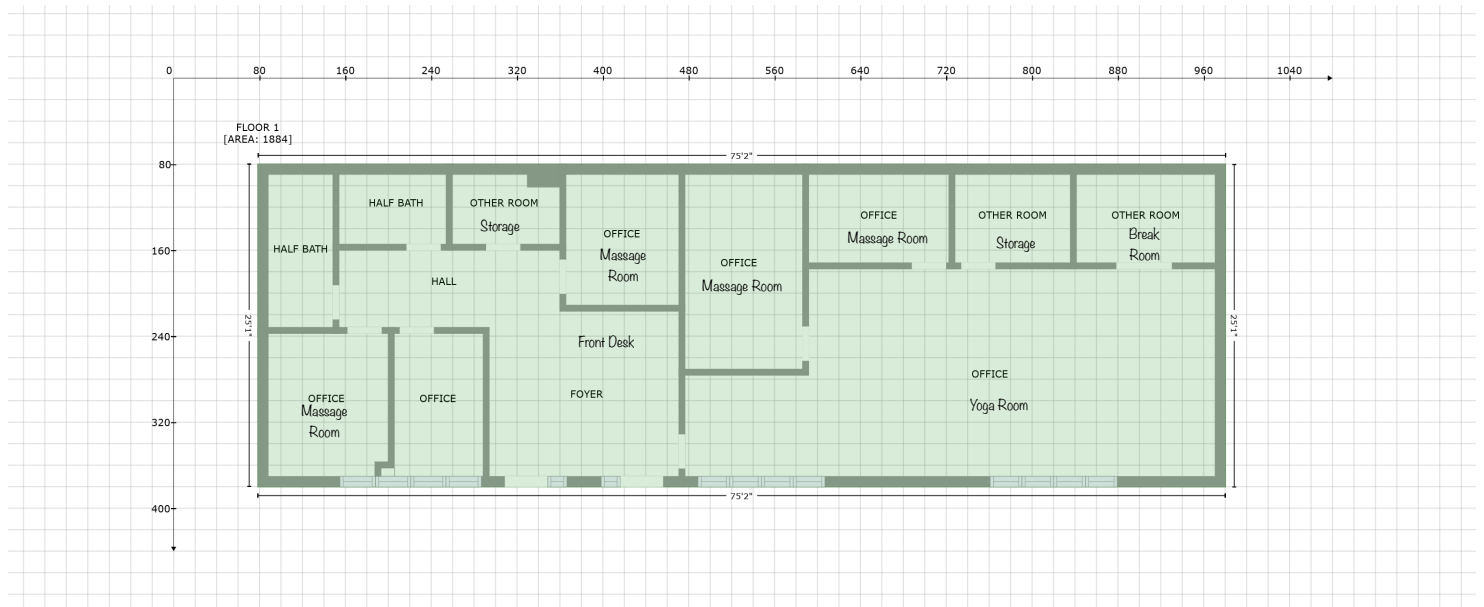 0 80 160 240 320 400 480 560 640 720 800 880 960 1040
FLOOR 1
[AREA: 1884]
75'2"
80
160
240
320
400
25'1"
HALF BATH
HALF BATH
OTHER ROOM
Storage
HALL
OFFICE
Massage
Room
OFFICE
Massage Room
OFFICE
Massage Room
OTHER ROOM
Storage
OTHER ROOM
Break
Room
25'1"
OFFICE
Massage
Room
OFFICE
Front Desk
FOYER
OFFICE
Yoga Room
75'2"